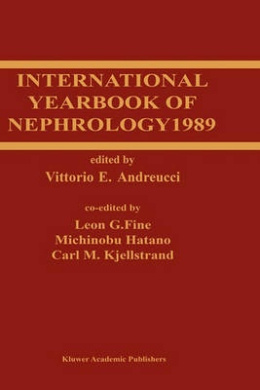 INTERNATIONAL
YEARBOOK OF
NEPHROLOGY1989
edited by
Vittorio E. Andreucci
co-edited by
Leon G.Fine
Michinobu Hatano
Carl M. Kjellstrand
Kluwer Academic Publishers